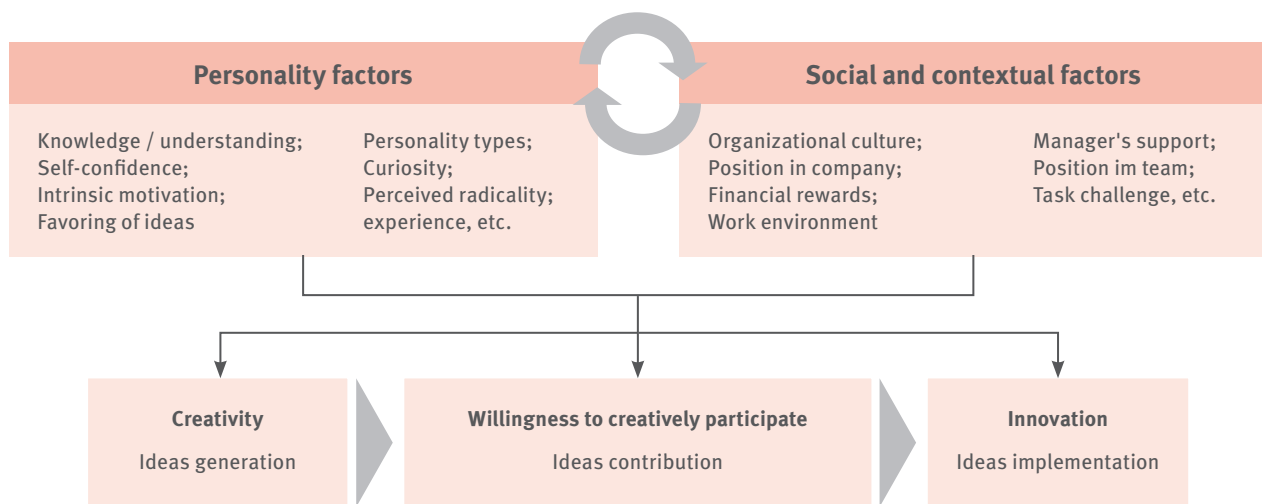 Personality factors
Knowledge / understanding;
Self-confidence;
Intrinsic motivation;
Favoring of ideas
Personality types;
Curiosity;
Perceived radicality;
experience, etc.
Social and contextual factors
Organizational culture;
Position in company;
Financial rewards;
Work environment
Manager's support;
Position im team;
Task challenge, etc.
Creativity
Ideas generation
Willingness to creatively participate
Ideas contribution
Innovation
Ideas implementation